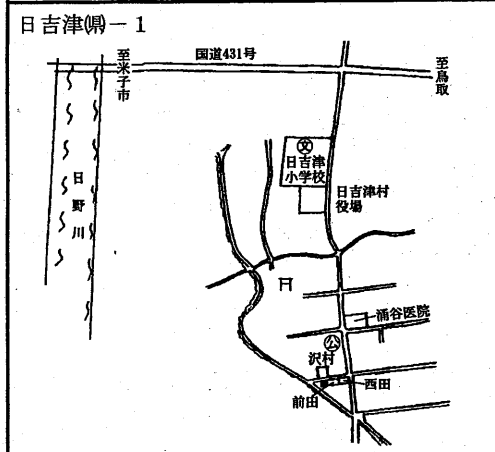 日吉津(県)－1
国道431号
至米子市
至鳥取
日野川
文
日吉津
小学校
日吉津村
役場
涌谷医院
公
沢村
西田
前田